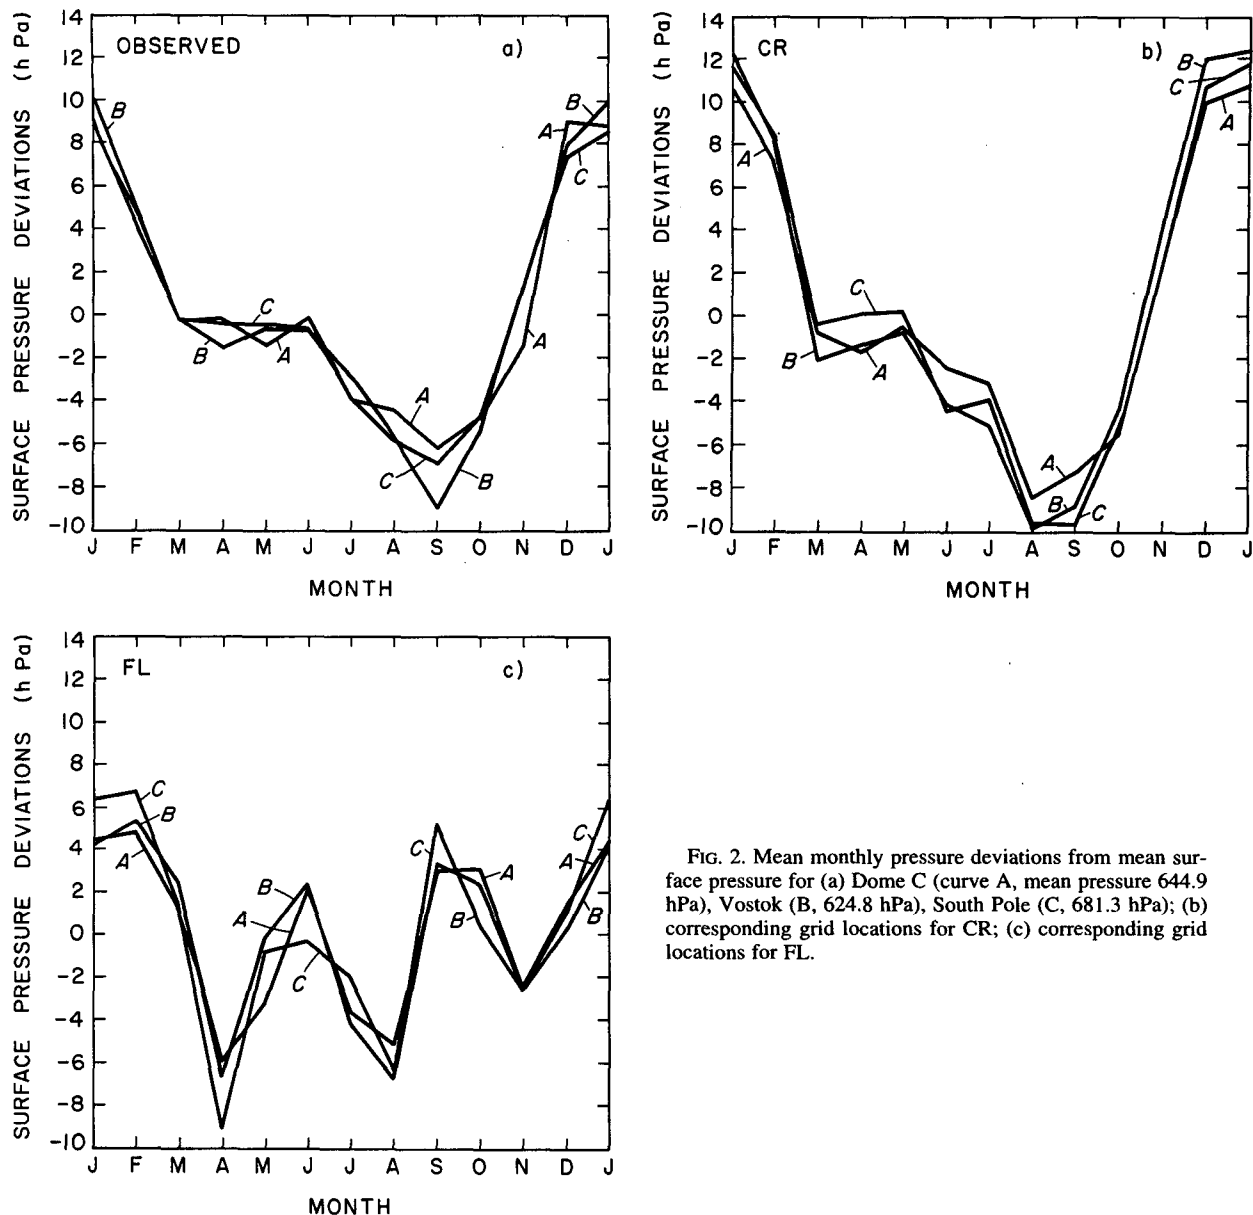 OBSERVED
a)
SURFACE PRESSURE DEVIATIONS (h Pa)
14
12
10
8
6
4
2
0
-2
-4
-6
-8
-10
B
B
A
C
C
B
A
A
C
B
A
J F M A M J J A S O N D J
MONTH
CR
b)
SURFACE PRESSURE DEVIATIONS (h Pa)
14
12
10
8
6
4
2
0
-2
-4
-6
-8
-10
A
B
C
A
C
B
A
A
B
C
J F M A M J J A S O N D J
MONTH
FL
c)
SURFACE PRESSURE DEVIATIONS (h Pa)
14
12
10
8
6
4
2
0
-2
-4
-6
-8
-10
C
B
A
B
A
C
C
A
B
C
A
B
J F M A M J J A S O N D J
MONTH
FIG. 2. Mean monthly pressure deviations from mean sur-
face pressure for (a) Dome C (curve A, mean pressure 644.9
hPa), Vostok (B, 624.8 hPa), South Pole (C, 681.3 hPa); (b)
corresponding grid locations for CR; (c) corresponding grid
locations for FL.